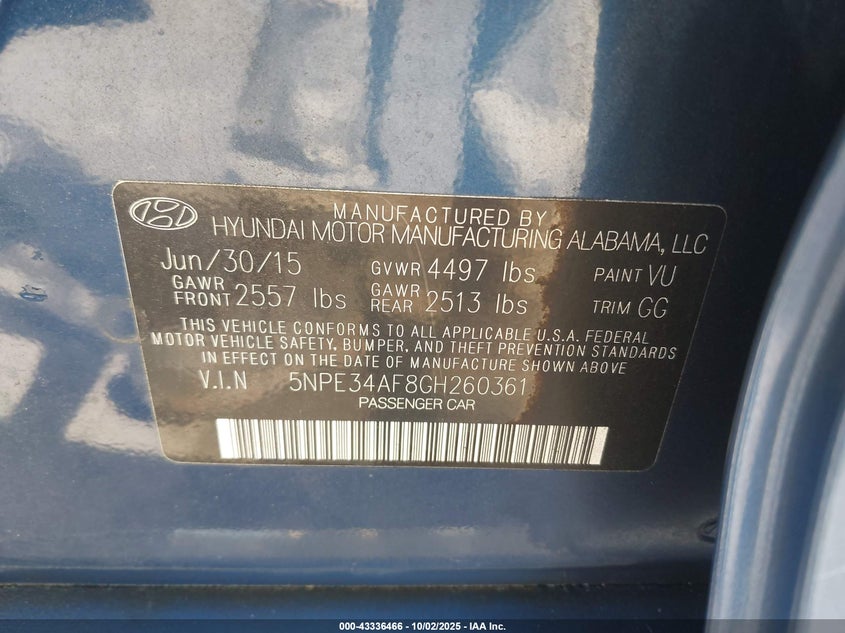 MANUFACTURED BY
HYUNDAI MOTOR MANUFACTURING ALABAMA, LLC
Jun/30/15 GVWR 4497 lbs PAINT VU
GAWR FRONT 2557 lbs GAWR REAR 2513 lbs TRIM GG
THIS VEHICLE CONFORMS TO ALL APPLICABLE U.S.A. FEDERAL
MOTOR VEHICLE SAFETY, BUMPER, AND THEFT PREVENTION STANDARDS
IN EFFECT ON THE DATE OF MANUFACTURE SHOWN ABOVE
V.I.N 5NPE34AF8GH260361
PASSENGER CAR
000-43336466 - 10/02/2025 - IAA Inc.